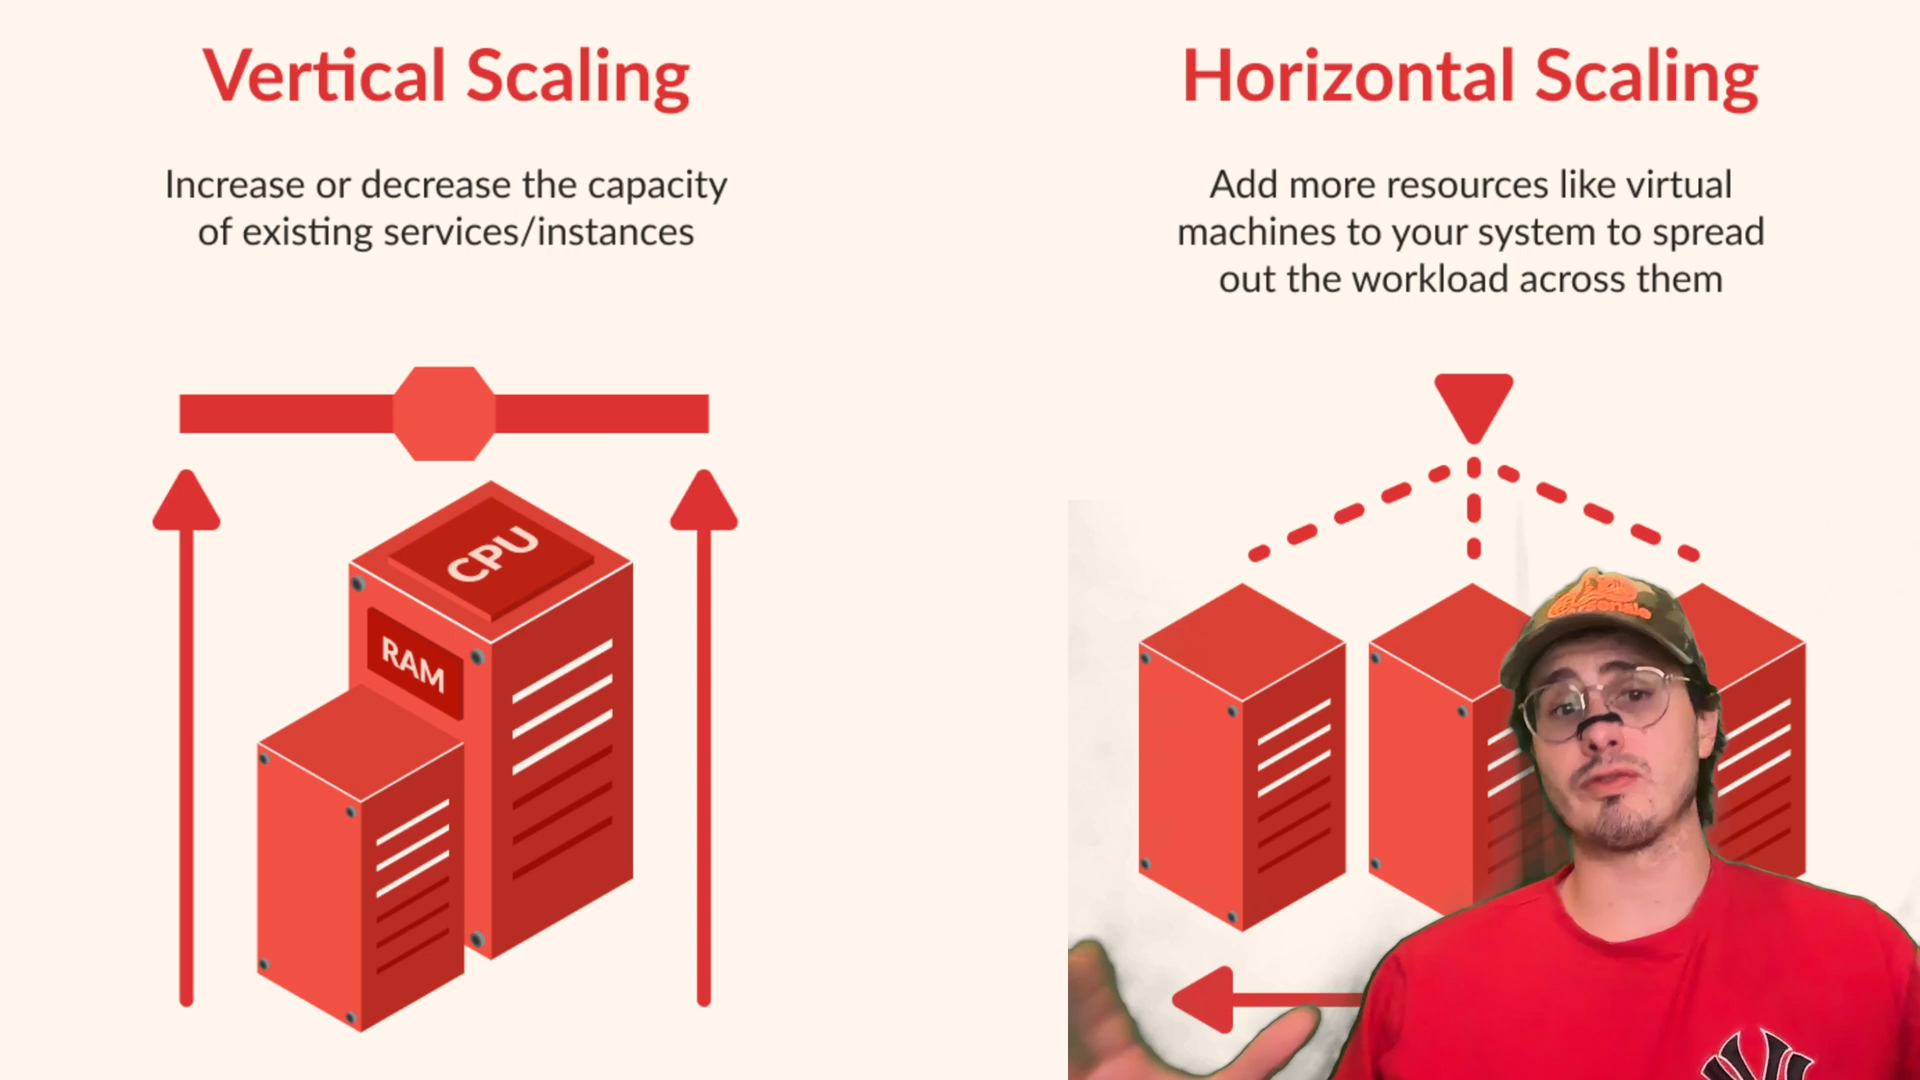 Vertical Scaling
Increase or decrease the capacity
of existing services/instances
CPU
RAM
Horizontal Scaling
Add more resources like virtual
machines to your system to spread
out the workload across them